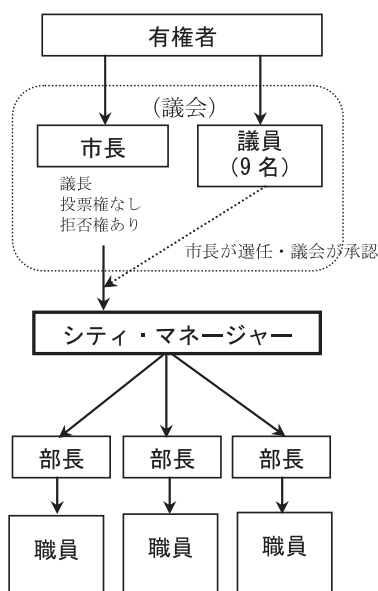 有権者
（議会）
市長
議員
（9 名）
議長
投票権なし
拒否権あり
市長が選任・議会が承認
シティ・マネージャー
部長
部長
部長
職員
職員
職員